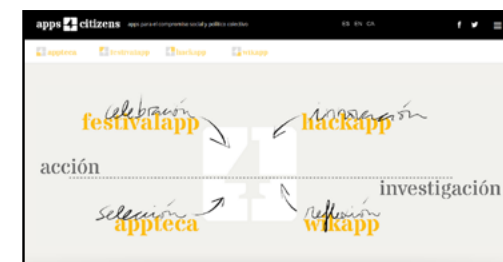 apps 4 citizens apps para el compromiso social y político colectivo ES EN CA
appteca festivalapp hackapp wikapp
celebración innovación
festivalapp hackapp
4
acción
investigación
selección reflexión
appteca wikapp